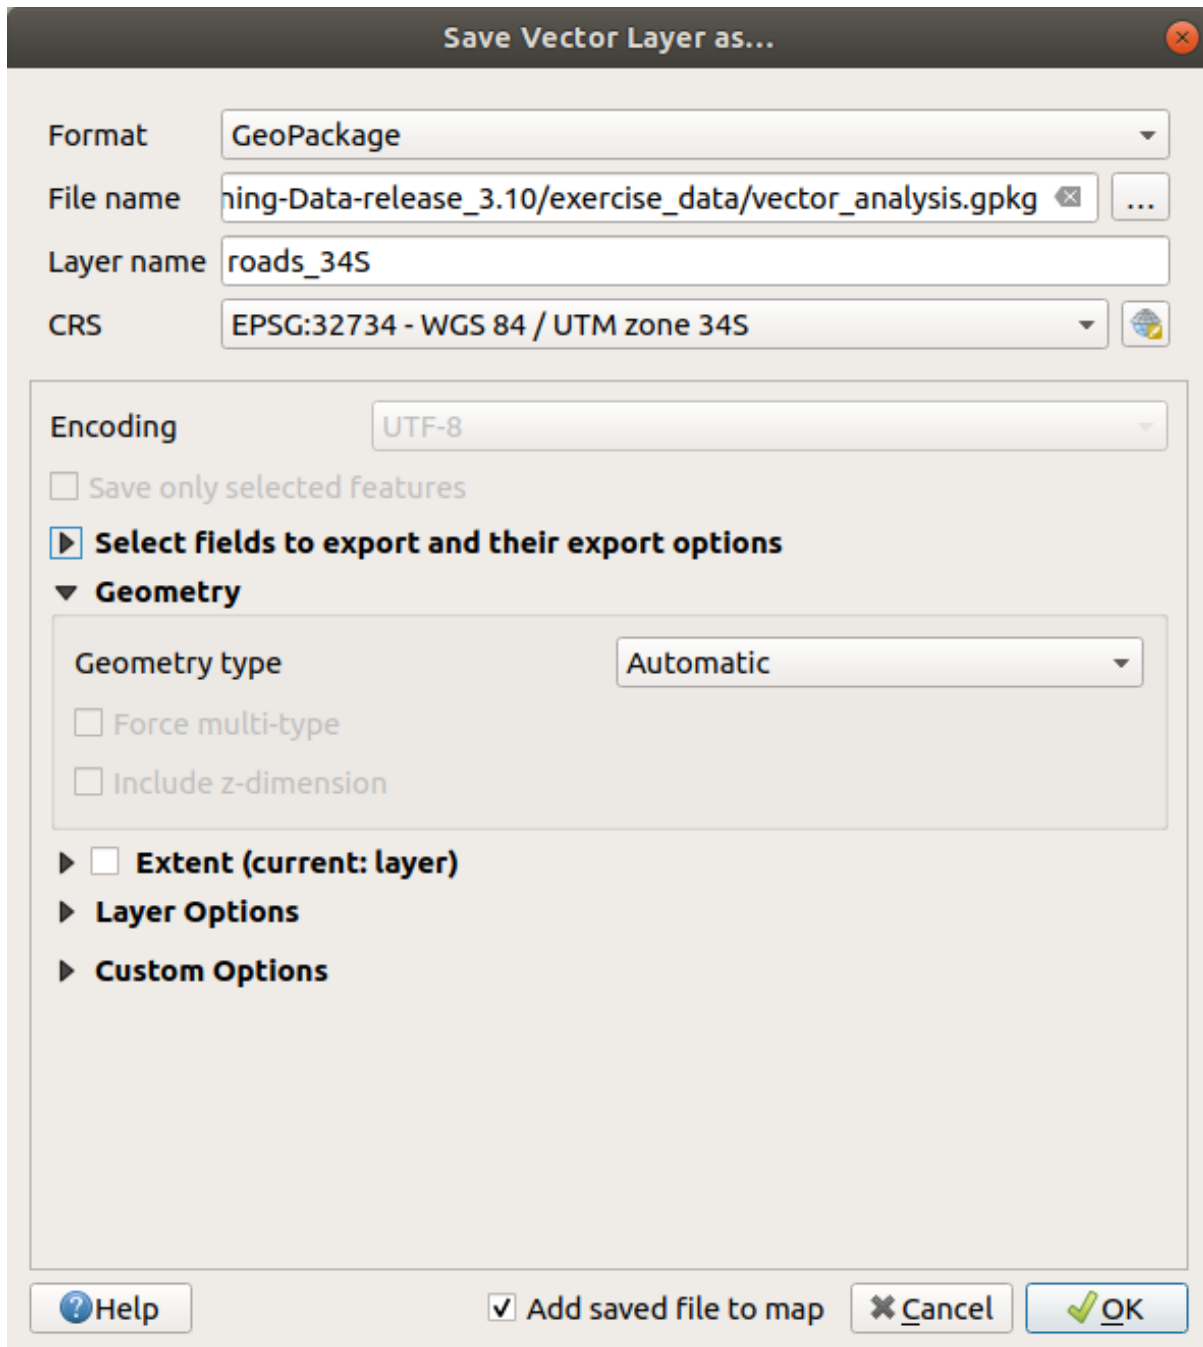 Save Vector Layer as...
Format GeoPackage
File name ning-Data-release_3.10/exercise_data/vector_analysis.gpkg ...
Layer name roads_34S
CRS EPSG:32734 - WGS 84 / UTM zone 34S
Encoding UTF-8
Save only selected features
Select fields to export and their export options
Geometry
Geometry type Automatic
Force multi-type
Include z-dimension
Extent (current: layer)
Layer Options
Custom Options
Help Add saved file to map Cancel OK